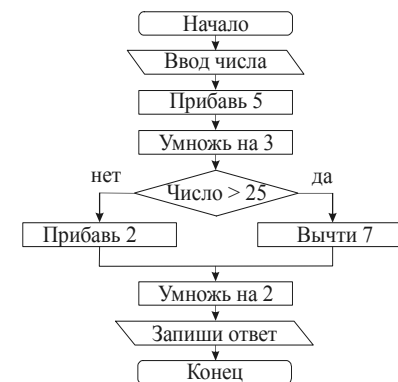 Начало
Ввод числа
Прибавь 5
Умножь на 3
нет
да
Число > 25
Прибавь 2
Вычти 7
Умножь на 2
Запиши ответ
Конец